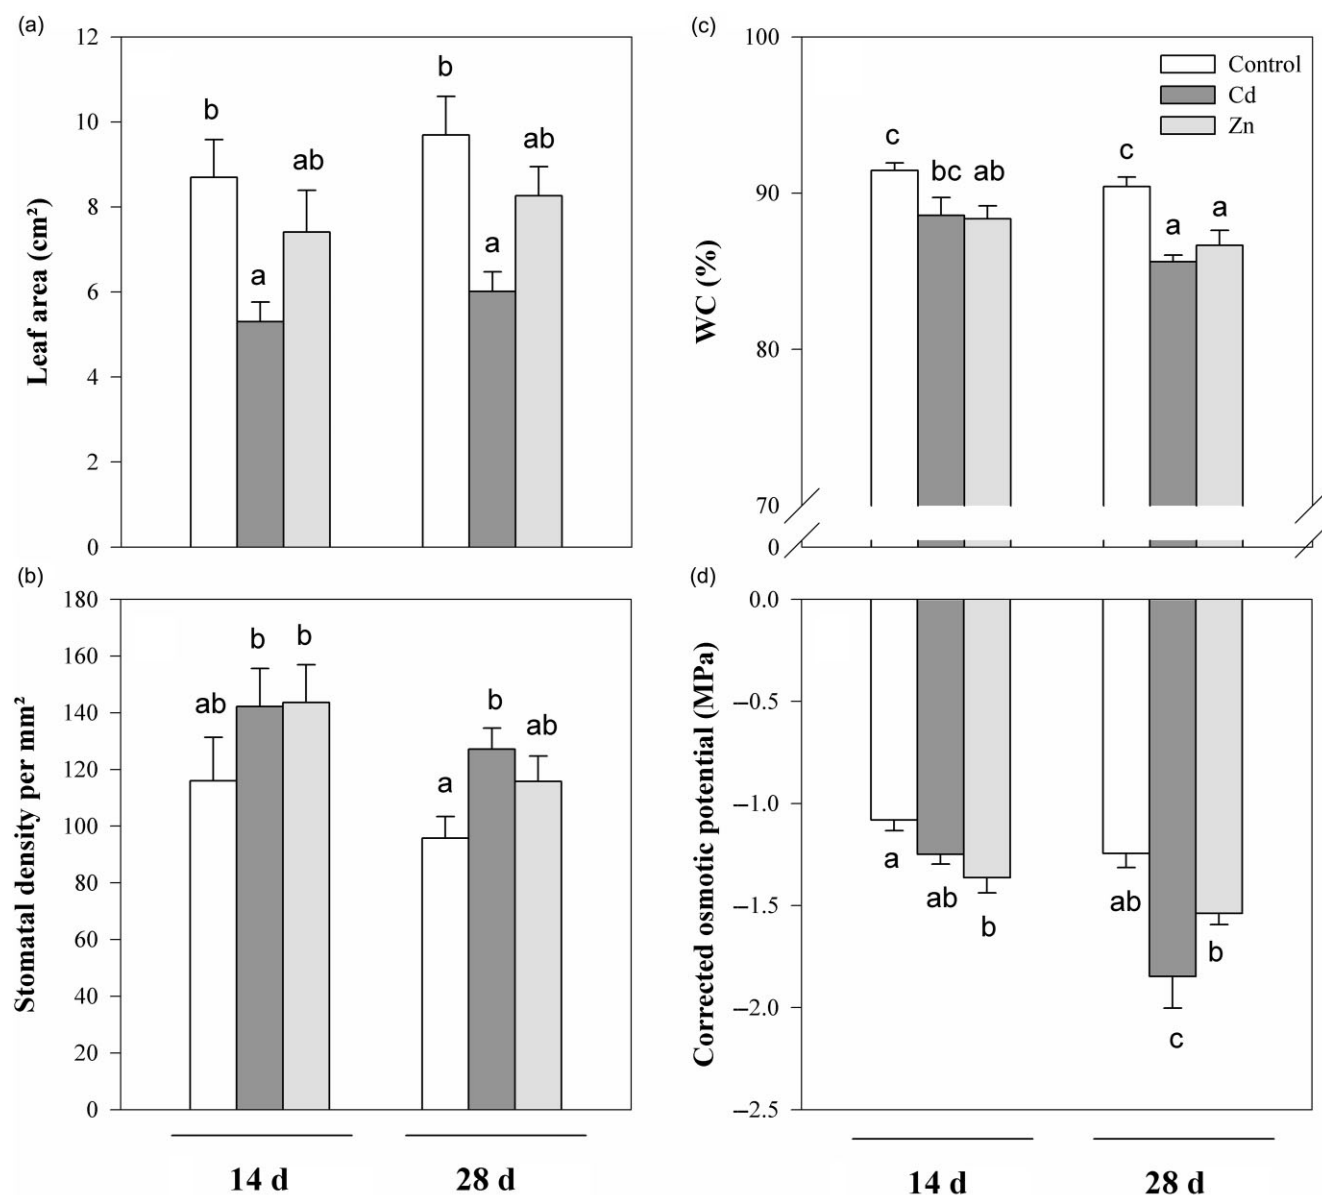 (a)
12
10
8
6
4
2
0
Leaf area (cm²)
b
a
ab
b
a
ab
(c)
100
90
80
70
0
WC (%)
Control
Cd
Zn
c
bc
ab
c
a
a
(b)
180
160
140
120
100
80
60
40
20
0
Stomatal density per mm²
ab
b
b
a
b
ab
14 d
28 d
(d)
0.0
–0.5
–1.0
–1.5
–2.0
–2.5
Corrected osmotic potential (MPa)
a
ab
b
ab
c
b
14 d
28 d